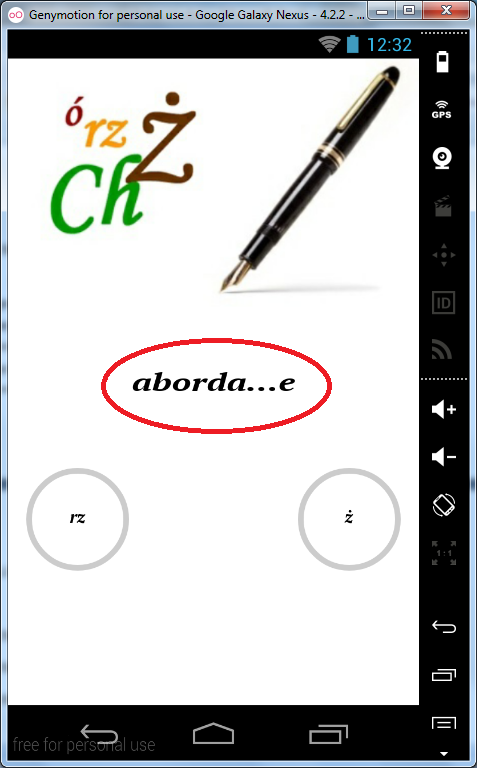 Genymotion for personal use - Google Galaxy Nexus - 4.2.2 - ...
12:32
GPS
ó
rz
Ż
Ch
aborda...e
rz
ż
ID
1:1
free for personal use